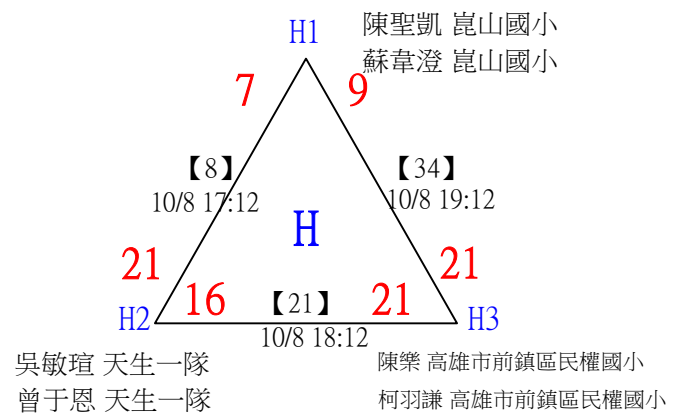 H1
陳聖凱 崑山國小
蘇韋澄 崑山國小
7
9
【8】
10/8 17:12
【34】
10/8 19:12
H
21
21
16
【21】
21
H2
10/8 18:12
H3
吳敏瑄 天生一隊
曾于恩 天生一隊
陳樂 高雄市前鎮區民權國小
柯羽謙 高雄市前鎮區民權國小